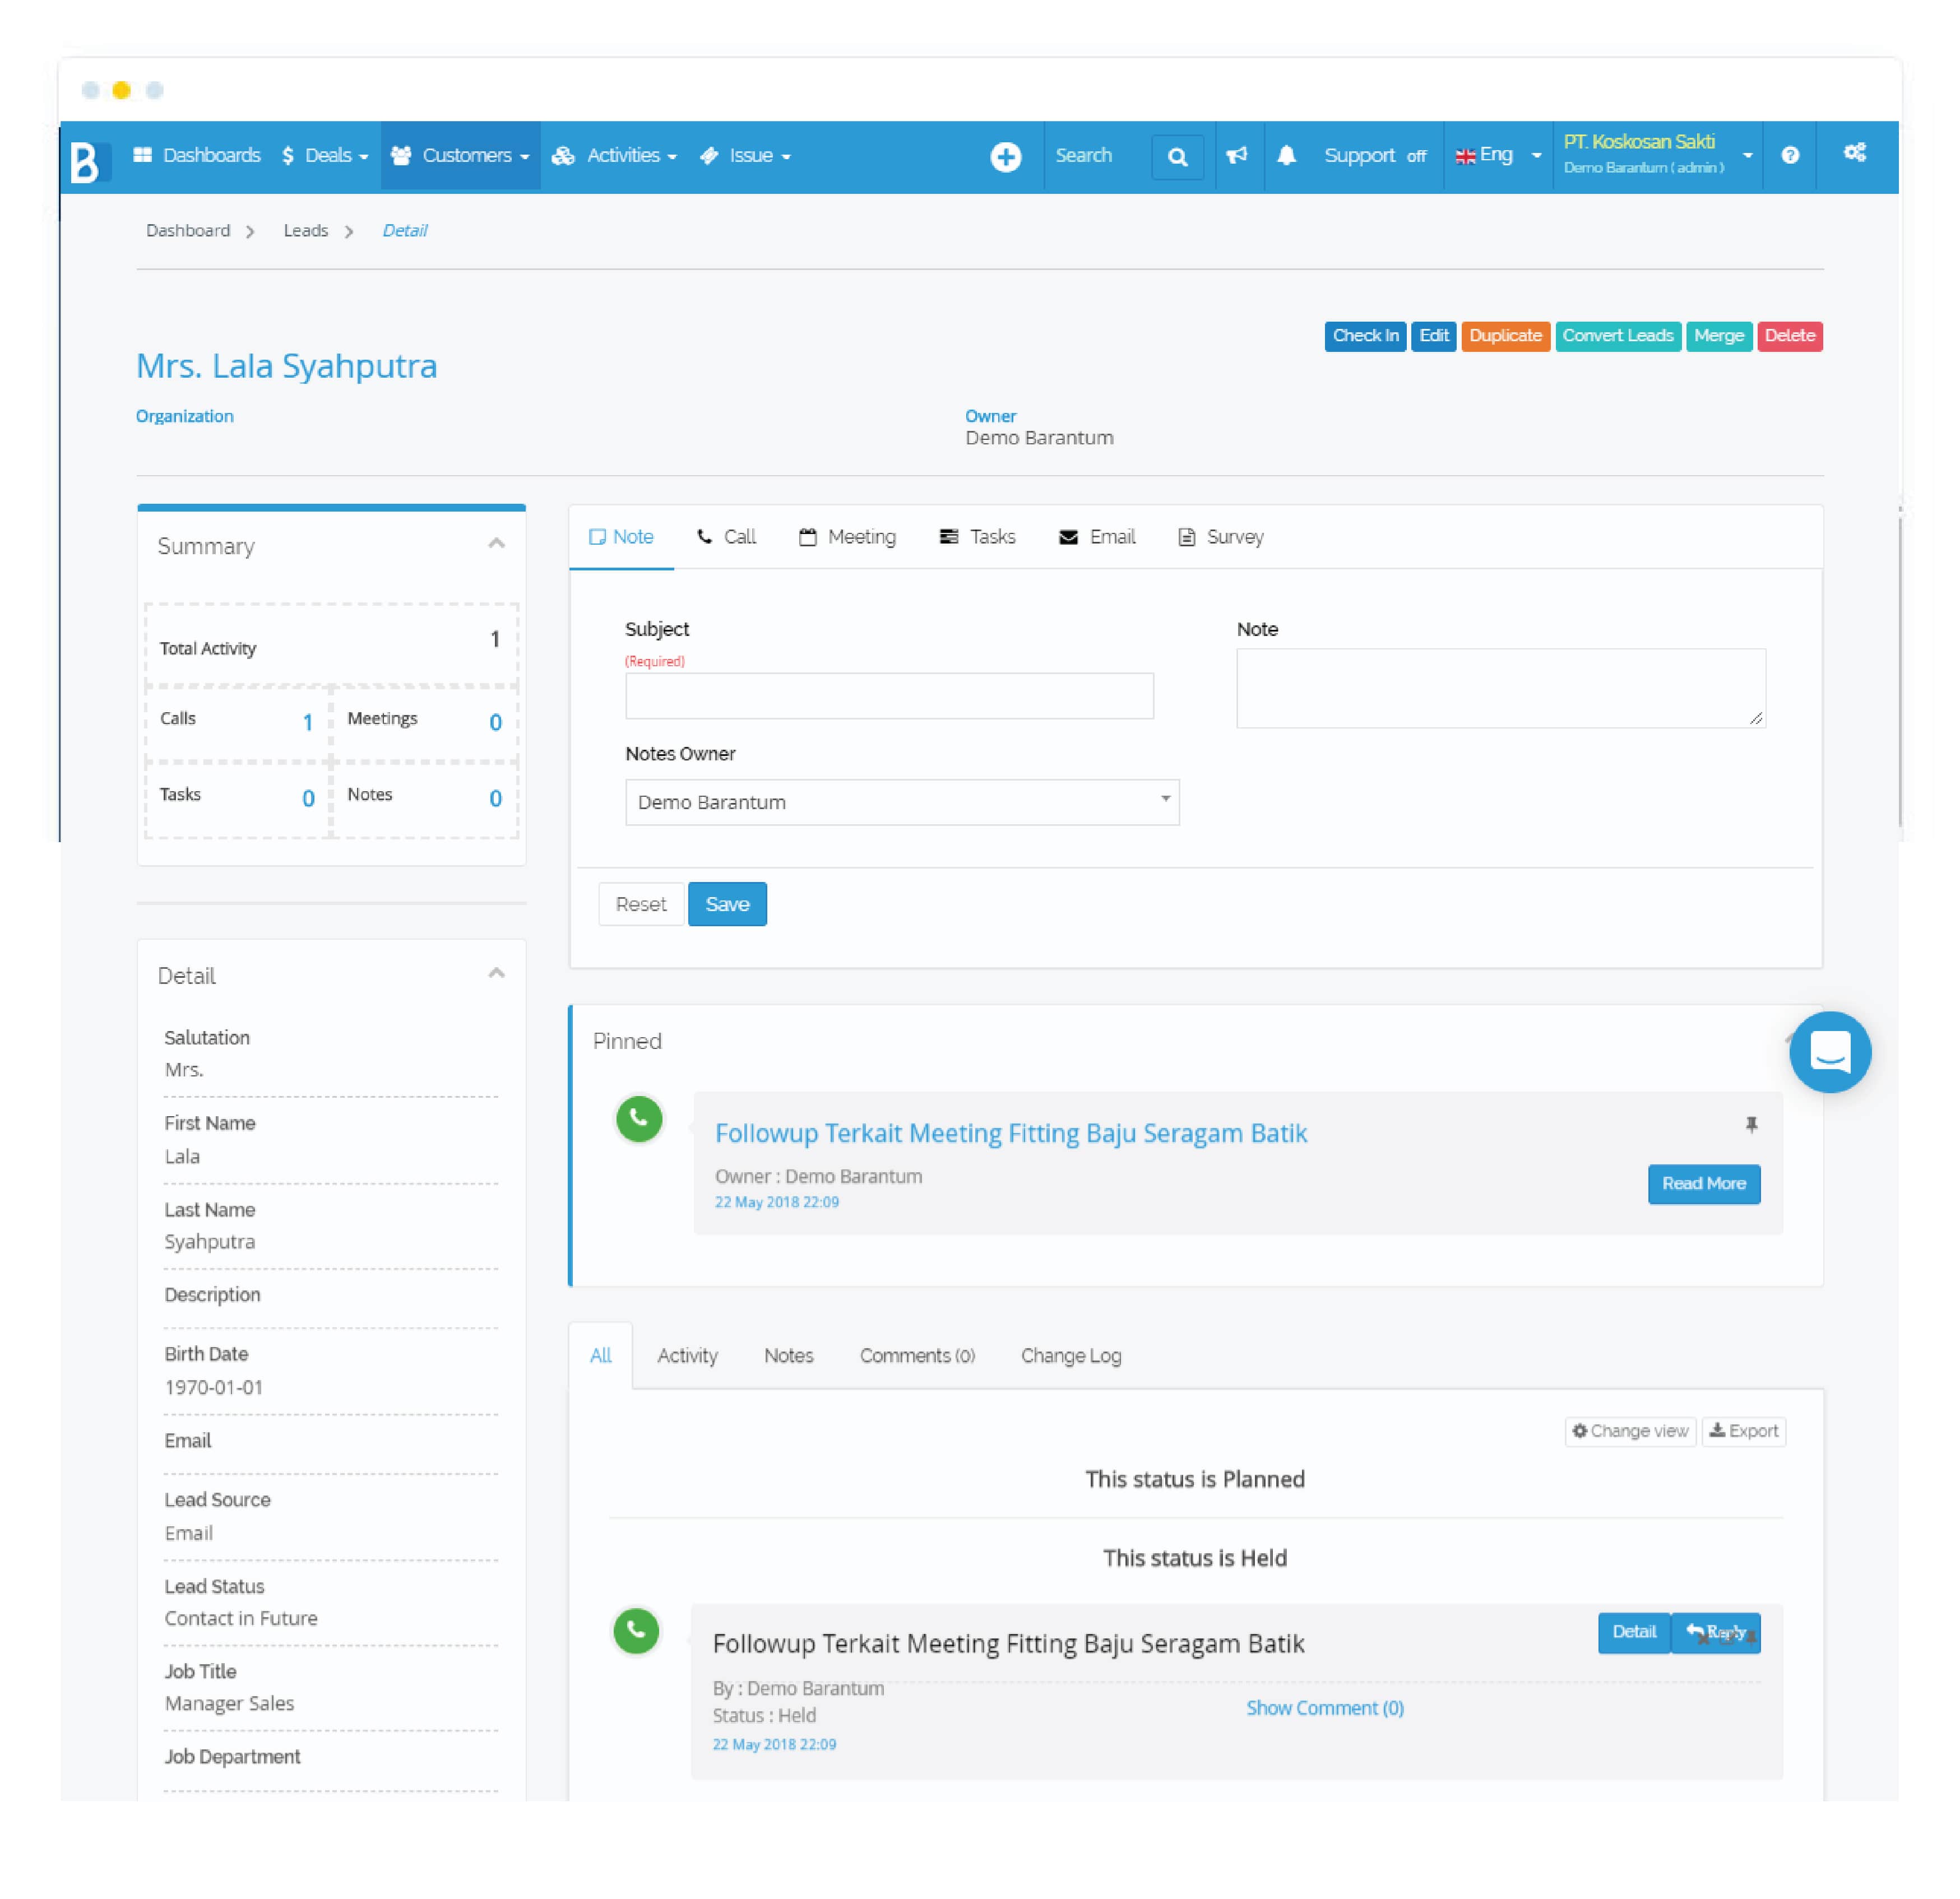 B Dashboards $ Deals Customers Activities Issue Search Support off Eng PT. Koskosan Sakti
Demo Barantum ( admin )
Dashboard > Leads > Detail
Check In Edit Duplicate Convert Leads Merge Delete
Mrs. Lala Syahputra
Organization
Owner
Demo Barantum
Summary
Total Activity 1
Calls 1 Meetings 0
Tasks 0 Notes 0
Detail
Salutation
Mrs.
First Name
Lala
Last Name
Syahputra
Description
Birth Date
1970-01-01
Email
Lead Source
Email
Lead Status
Contact in Future
Job Title
Manager Sales
Job Department
Note Call Meeting Tasks Email Survey
Subject
(Required)
Note
Notes Owner
Demo Barantum
Reset Save
Pinned
Followup Terkait Meeting Fitting Baju Seragam Batik
Owner : Demo Barantum
22 May 2018 22:09
Read More
All Activity Notes Comments (0) Change Log
Change view Export
This status is Planned
This status is Held
Followup Terkait Meeting Fitting Baju Seragam Batik
Detail Reply
By : Demo Barantum
Status : Held
22 May 2018 22:09
Show Comment (0)